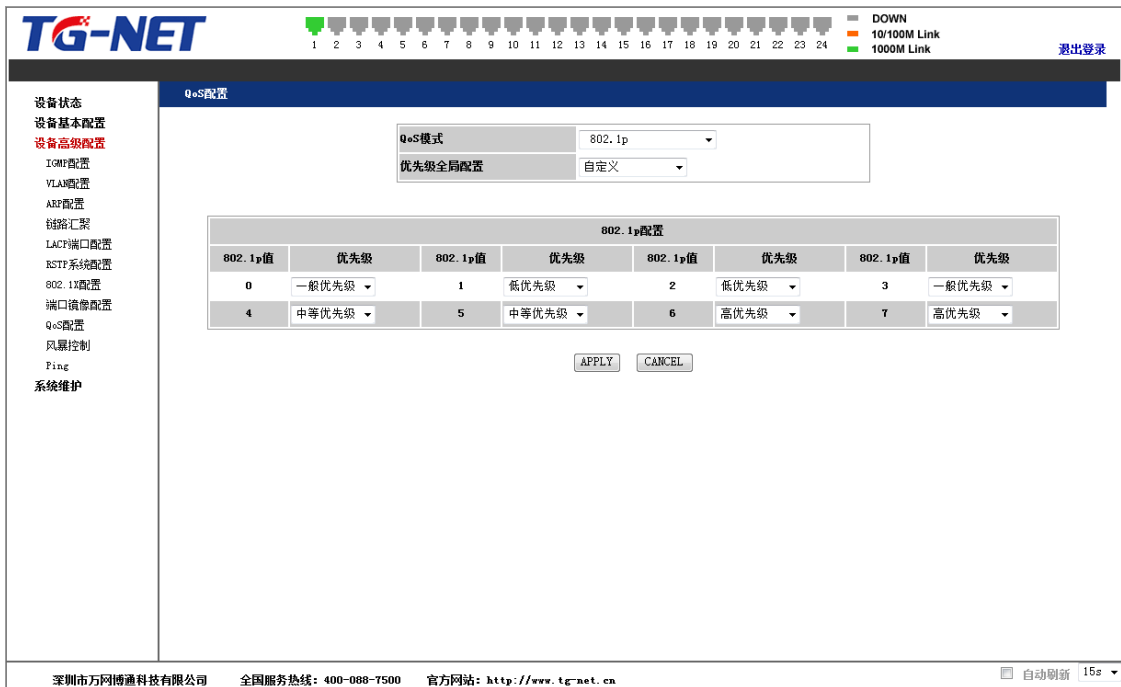 TG-NET
1 2 3 4 5 6 7 8 9 10 11 12 13 14 15 16 17 18 19 20 21 22 23 24
DOWN
10/100M Link
1000M Link
退出登录
设备状态
设备基本配置
设备高级配置
IGMP配置
VLAN配置
ARP配置
链路汇聚
LACP端口配置
RSTP系统配置
802.1X配置
端口镜像配置
QoS配置
风暴控制
Ping
系统维护
QoS配置
QoS模式 802.1p
优先级全局配置 自定义
802.1p配置
802.1p值 优先级 802.1p值 优先级 802.1p值 优先级 802.1p值 优先级
0 一般优先级 1 低优先级 2 低优先级 3 一般优先级
4 中等优先级 5 中等优先级 6 高优先级 7 高优先级
APPLY CANCEL
深圳市万网博通科技有限公司 全国服务热线：400-088-7500 官方网站：http://www.tg-net.cn
自动刷新 15s